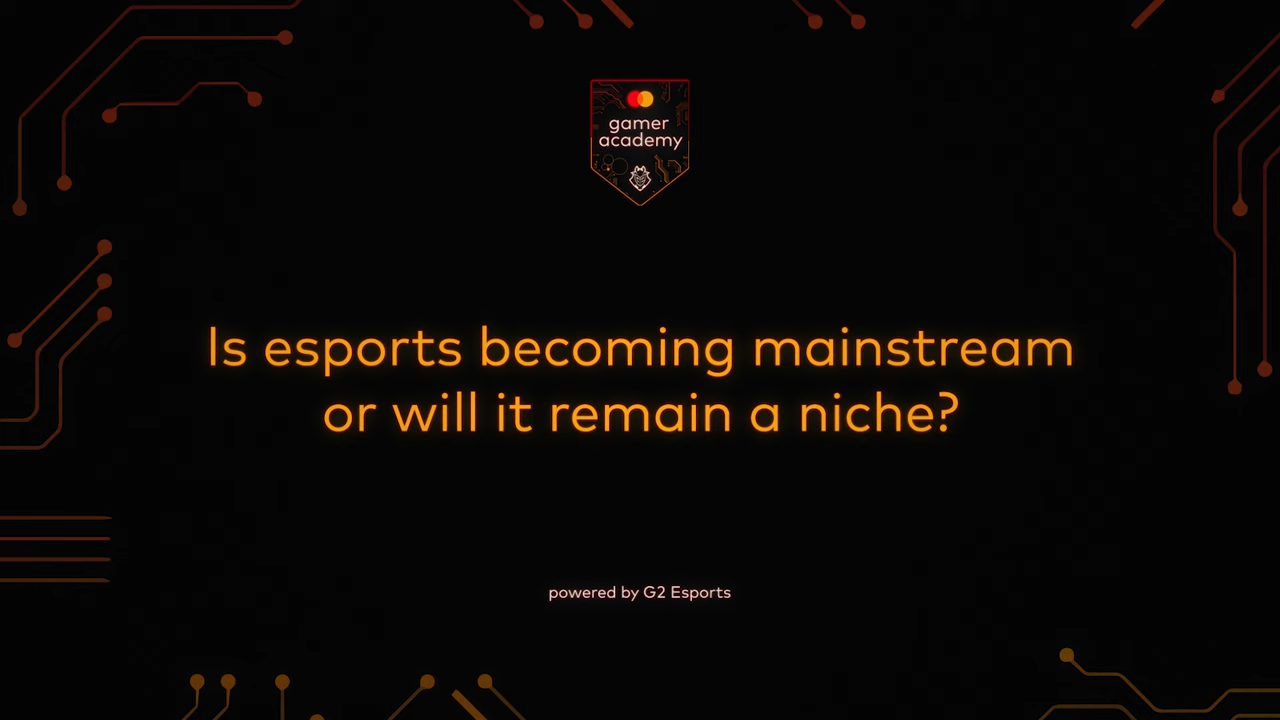 gamer
academy
Is esports becoming mainstream
or will it remain a niche?
powered by G2 Esports